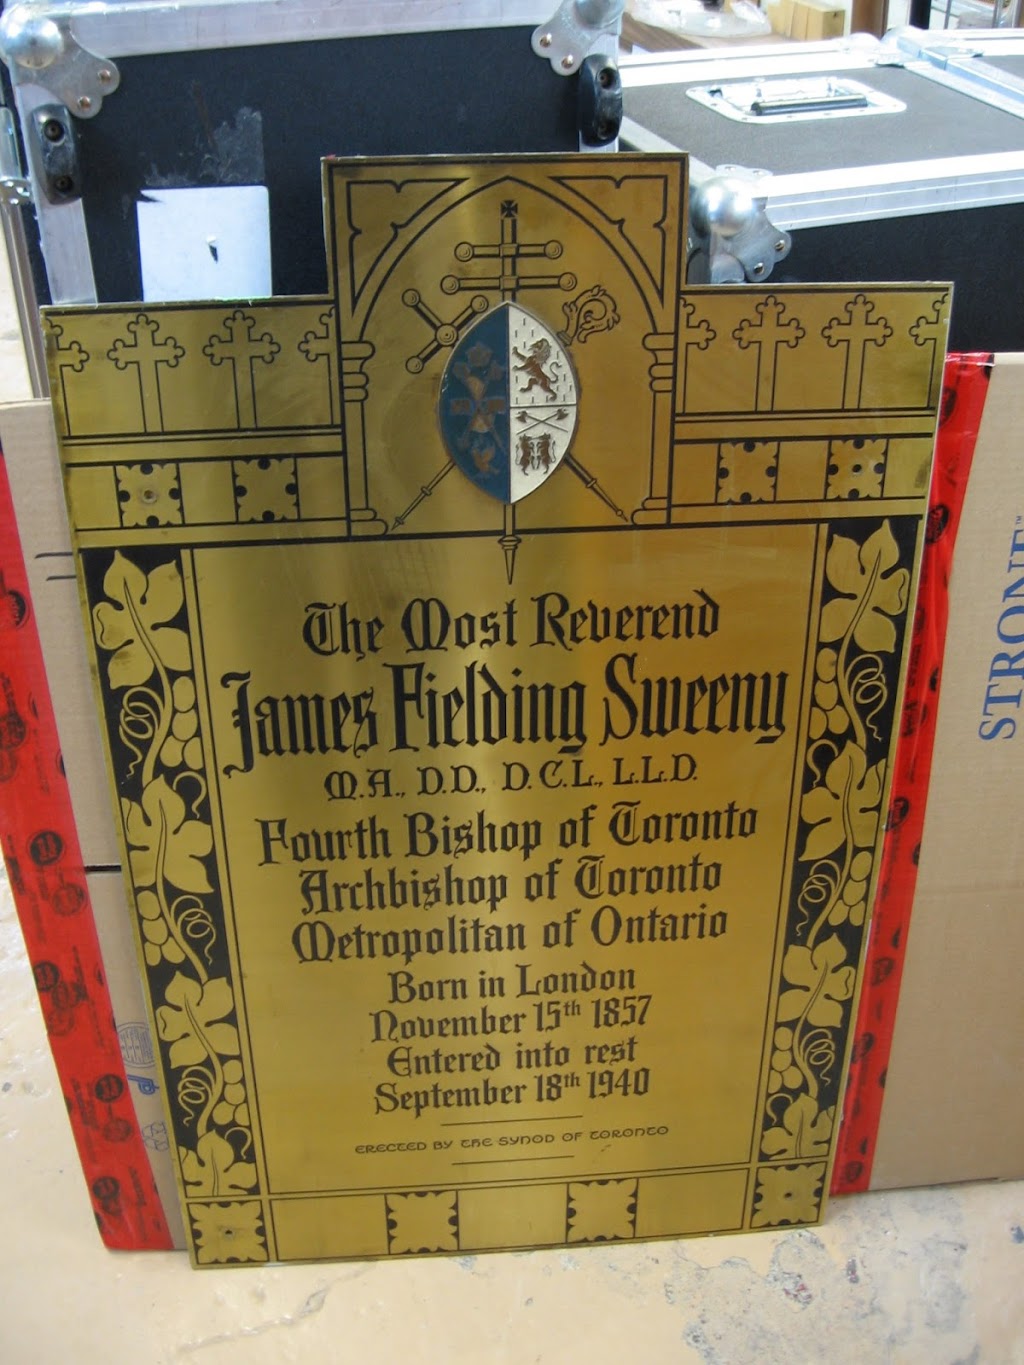 The Most Reverend
James Fielding Sweeny
M.A., D.D., D.C.L., L.L.D.
Fourth Bishop of Toronto
Archbishop of Toronto
Metropolitan of Ontario
Born in London
November 15th 1857
Entered into rest
September 18th 1940
ERECTED BY THE SYNOD OF TORONTO
STRONE™